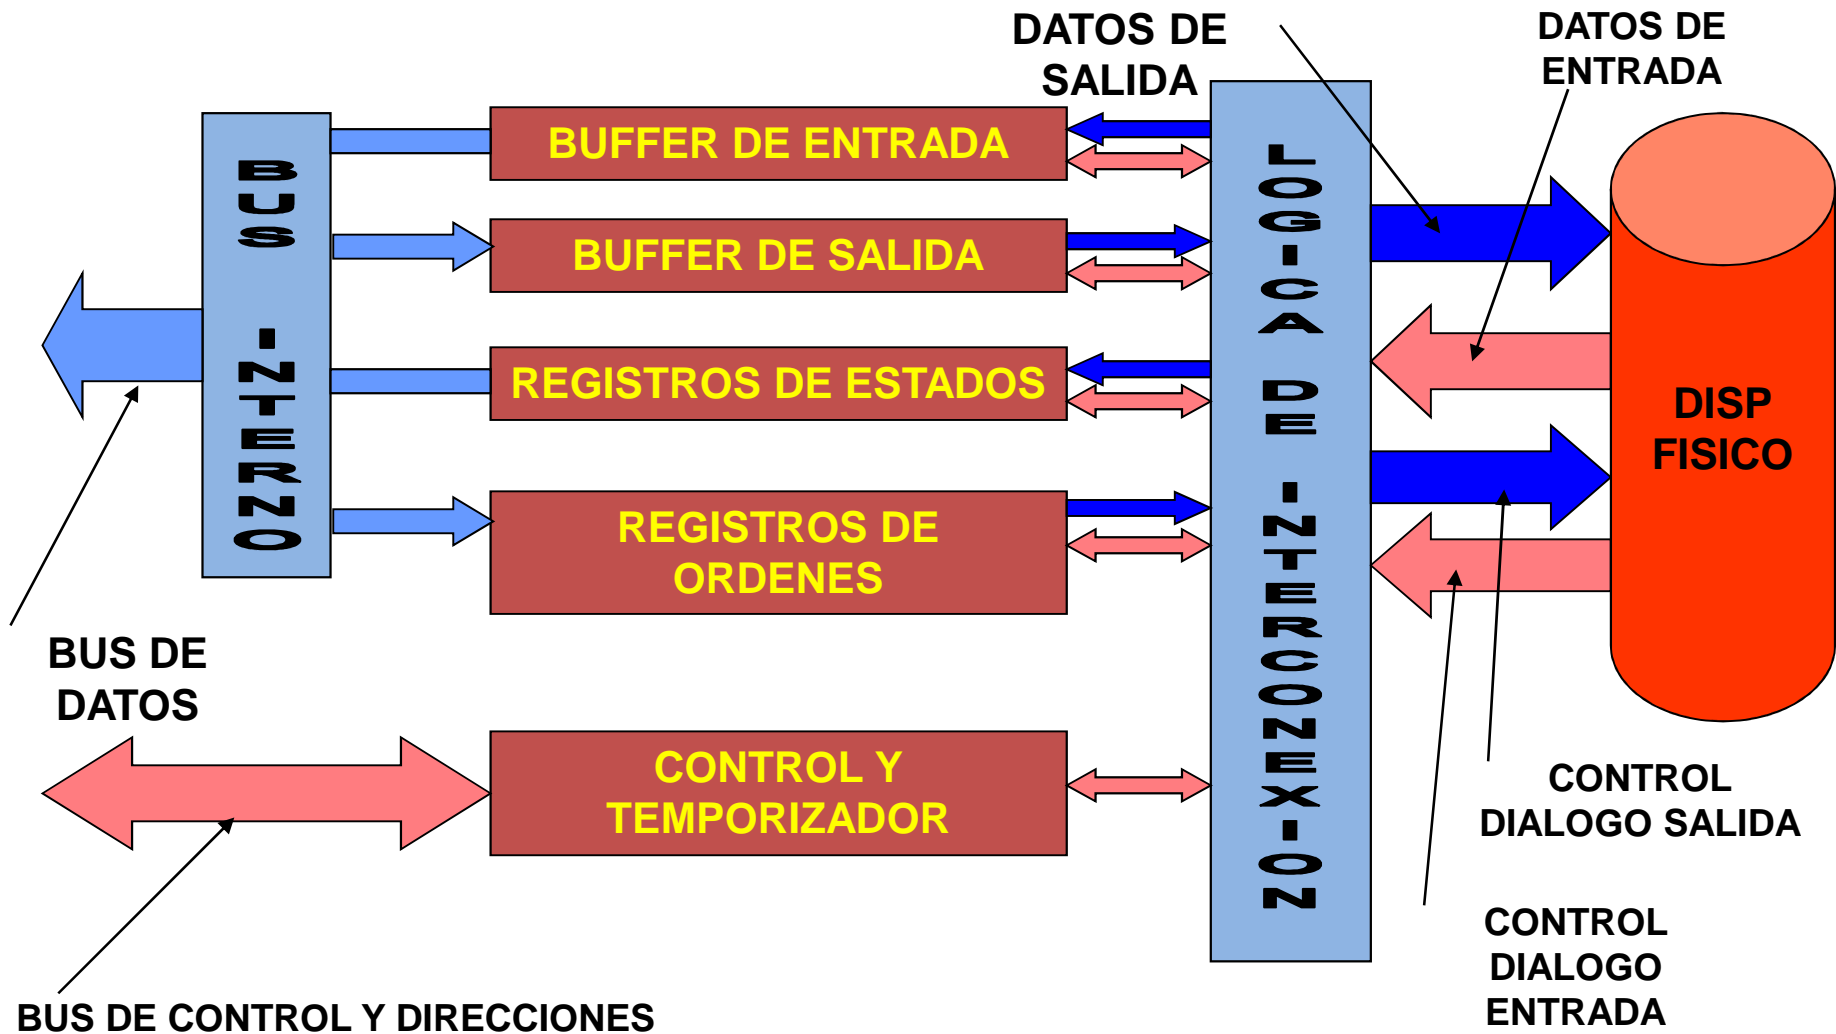 DATOS DE
SALIDA
DATOS DE
ENTRADA
BUS INTERNO
BUFFER DE ENTRADA
BUFFER DE SALIDA
REGISTROS DE ESTADOS
REGISTROS DE
ORDENES
CONTROL Y
TEMPORIZADOR
LOGICA DE INTERCONEXION
DISP
FISICO
BUS DE
DATOS
CONTROL
DIALOGO SALIDA
CONTROL
DIALOGO
ENTRADA
BUS DE CONTROL Y DIRECCIONES